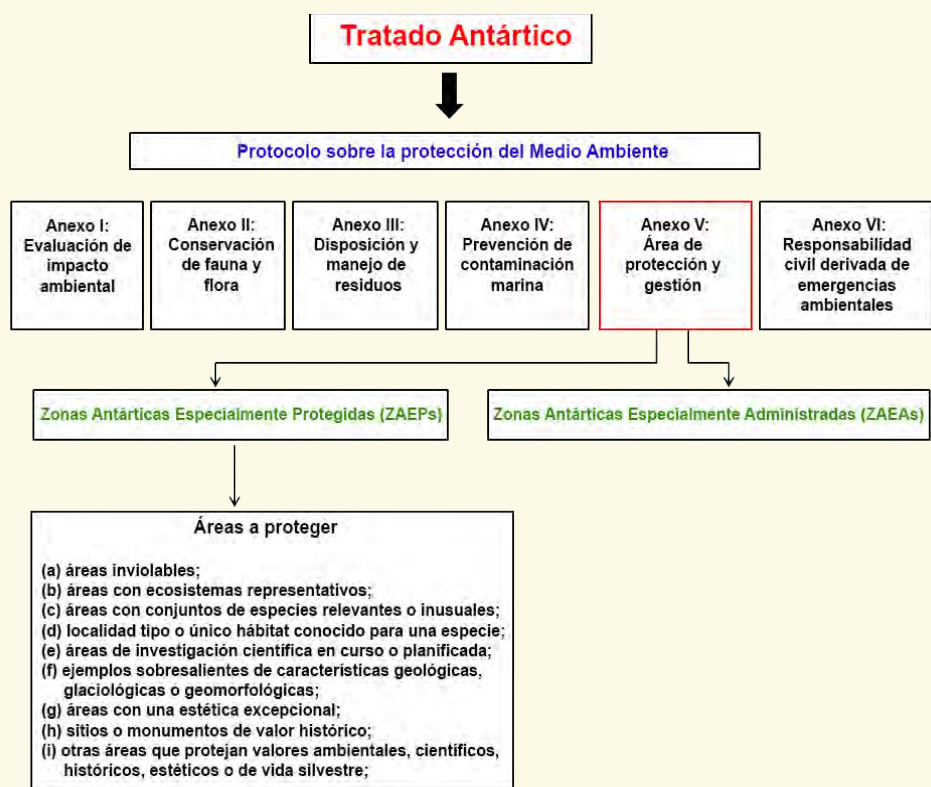 Tratado Antártico
Protocolo sobre la protección del Medio Ambiente
Anexo I:
Evaluación de
impacto
ambiental
Anexo II:
Conservación
de fauna y
flora
Anexo III:
Disposición y
manejo de
residuos
Anexo IV:
Prevención de
contaminación
marina
Anexo V:
Área de
protección y
gestión
Anexo VI:
Responsabilidad
civil derivada de
emergencias
ambientales
Zonas Antárticas Especialmente Protegidas (ZAEPs)
Zonas Antárticas Especialmente Administradas (ZAEAs)
Áreas a proteger
(a) áreas inviolables;
(b) áreas con ecosistemas representativos;
(c) áreas con conjuntos de especies relevantes o inusuales;
(d) localidad tipo o único hábitat conocido para una especie;
(e) áreas de investigación científica en curso o planificada;
(f) ejemplos sobresalientes de características geológicas,
glaciológicas o geomorfológicas;
(g) áreas con una estética excepcional;
(h) sitios o monumentos de valor histórico;
(i) otras áreas que protejan valores ambientales, científicos,
históricos, estéticos o de vida silvestre;